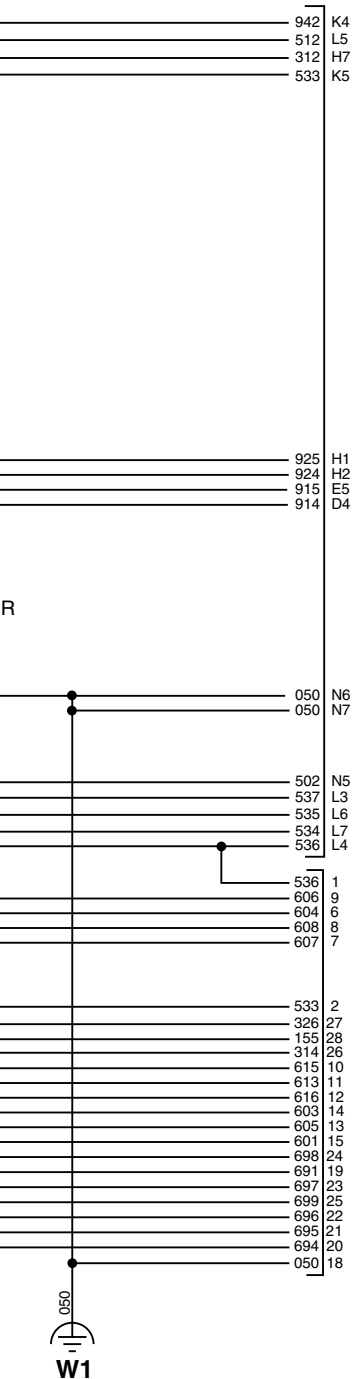 942 K4
512 L5
312 H7
533 K5
925 H1
924 H2
915 E5
914 D4
R
050 N6
050 N7
502 N5
537 L3
535 L6
534 L7
536 L4
536 1
606 9
604 6
608 8
607 7
533 2
326 27
155 28
314 26
615 10
613 11
616 12
603 14
605 13
601 15
698 24
691 19
697 23
699 25
696 22
695 21
694 20
050 18
050
W1